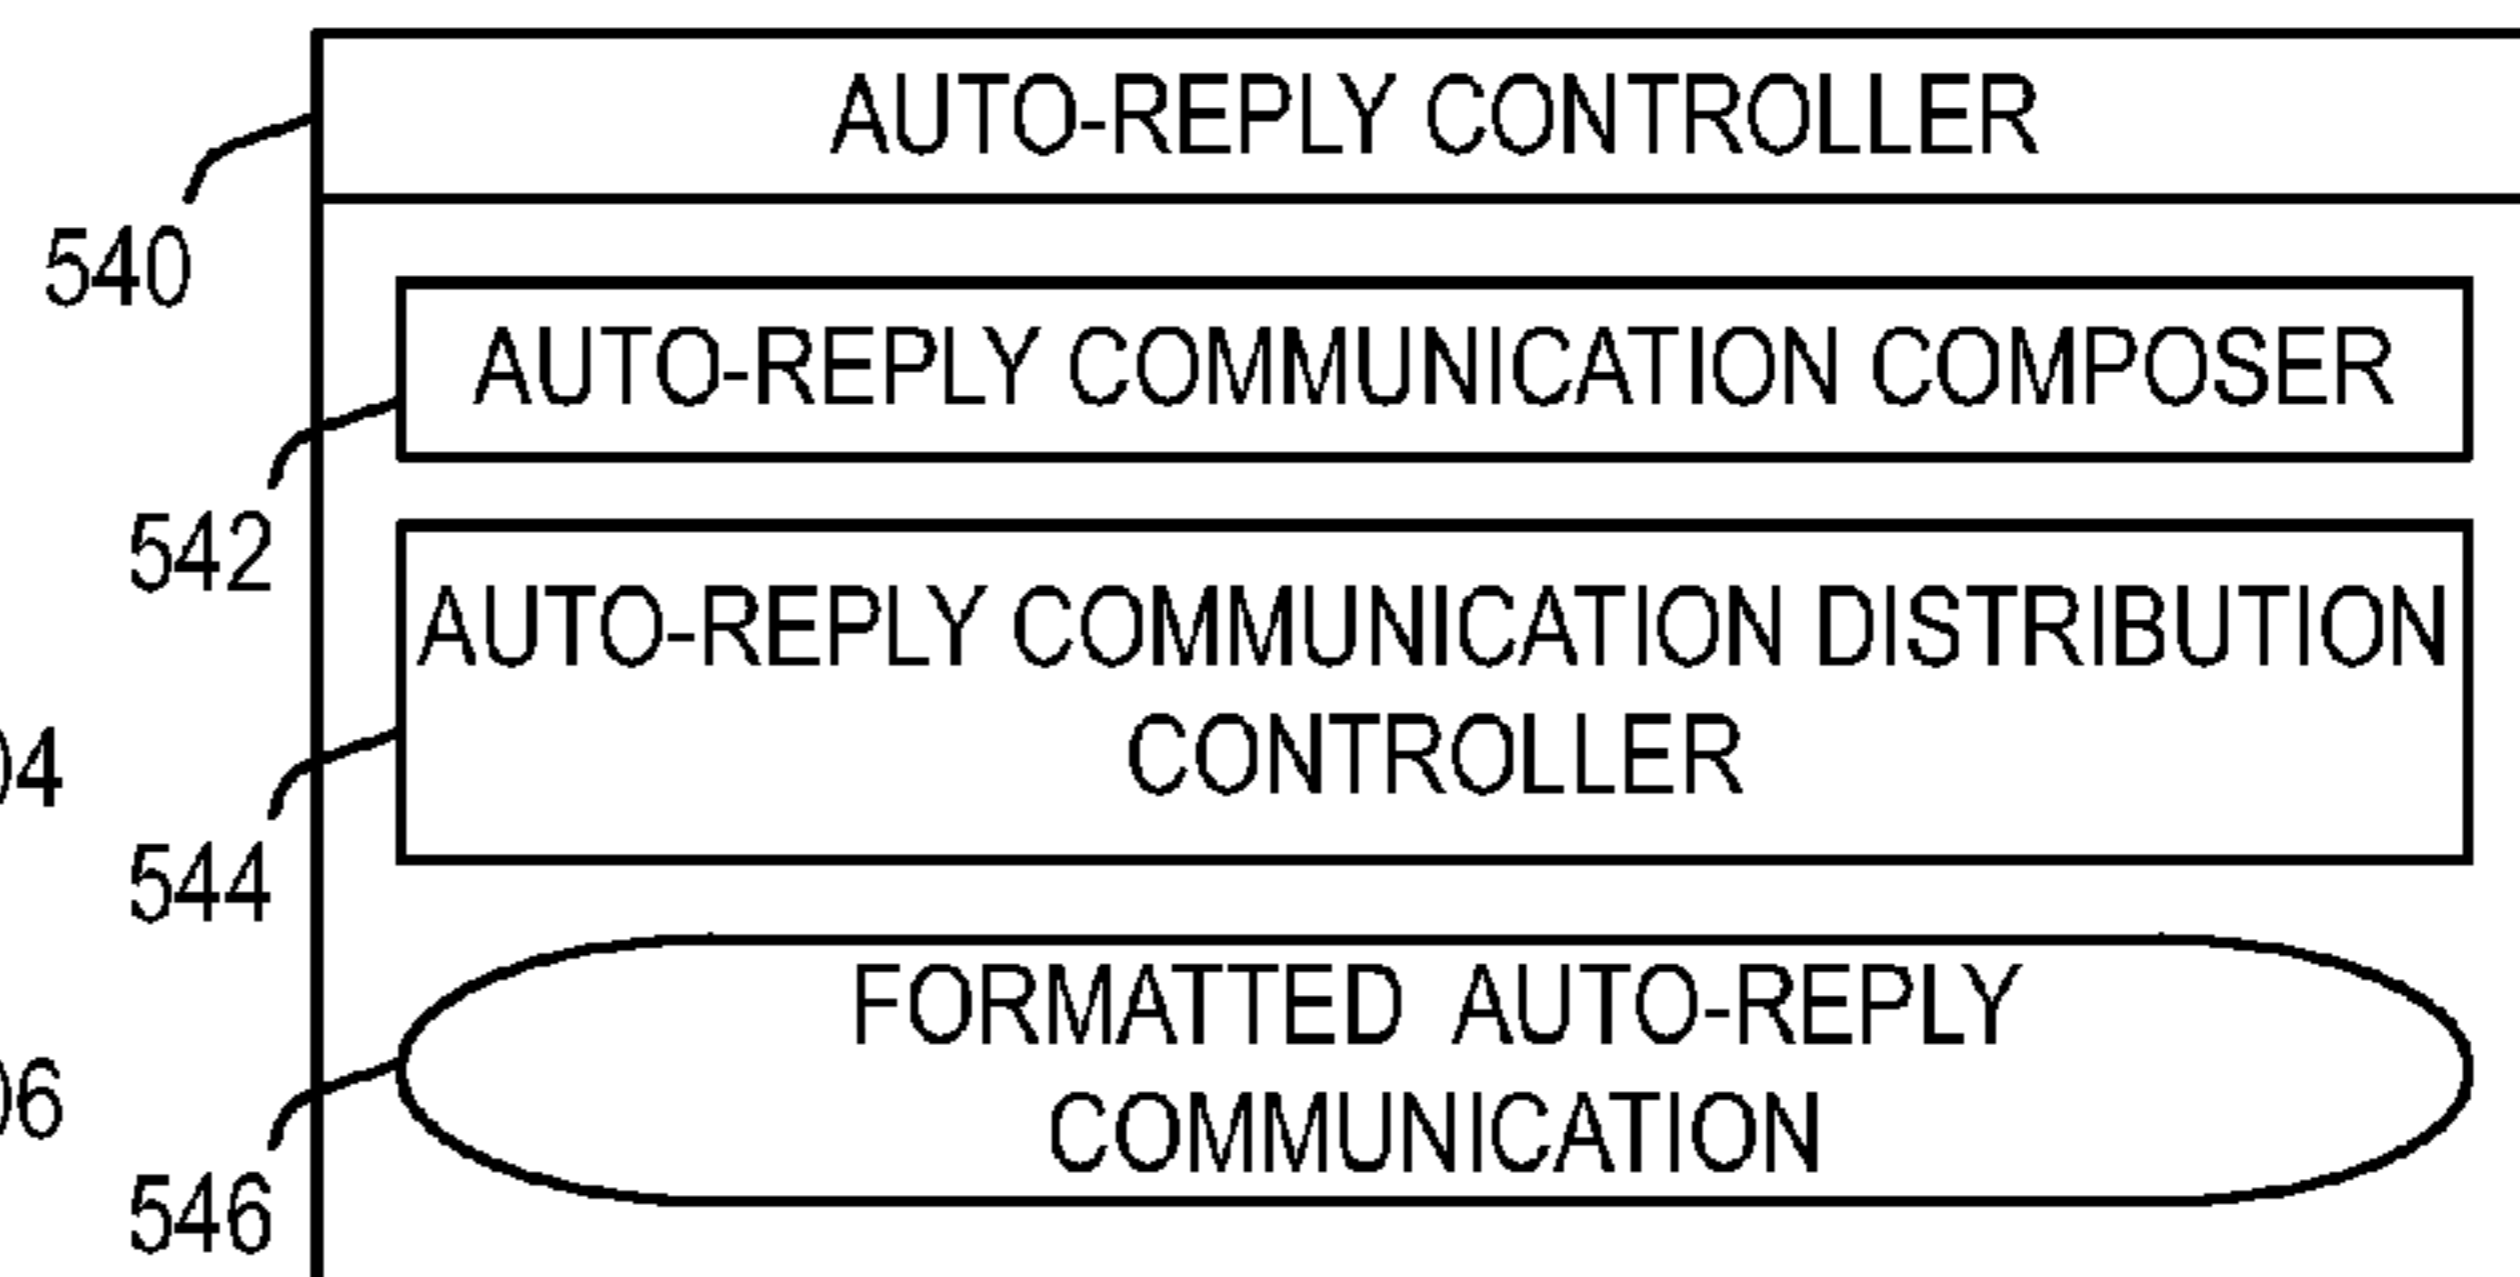 AUTO-REPLY CONTROLLER
540
AUTO-REPLY COMMUNICATION COMPOSER
542
AUTO-REPLY COMMUNICATION DISTRIBUTION
CONTROLLER
544
FORMATTED AUTO-REPLY
COMMUNICATION
546